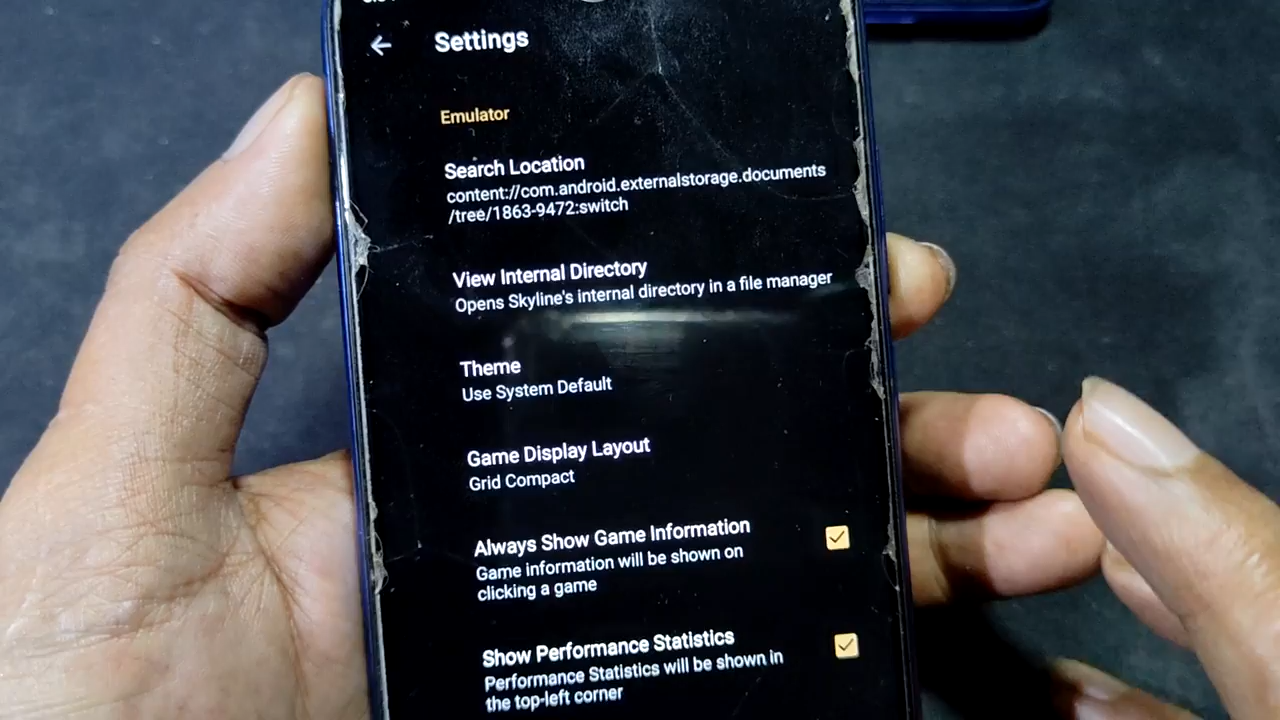 Settings
Emulator
Search Location
content://com.android.externalstorage.documents
/tree/1863-9472:switch
View Internal Directory
Opens Skyline's internal directory in a file manager
Theme
Use System Default
Game Display Layout
Grid Compact
Always Show Game Information
Game information will be shown on
clicking a game
Show Performance Statistics
Performance Statistics will be shown in
the top-left corner